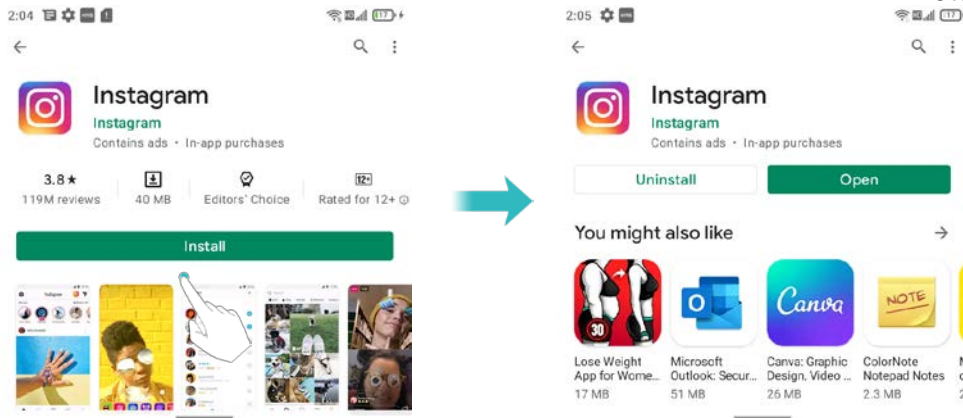 2:04
17
Instagram
Instagram
Contains ads • In-app purchases
3.8★
119M reviews
40 MB
Editors' Choice
12+
Rated for 12+
Install
Instagram
2:05
17
Instagram
Instagram
Contains ads • In-app purchases
Uninstall
Open
You might also like
30
Canva
NOTE
Lose Weight
App for Wome...
17 MB
Microsoft
Outlook: Secur...
51 MB
Canva: Graphic
Design, Video ...
26 MB
ColorNote
Notepad Notes
2.3 MB